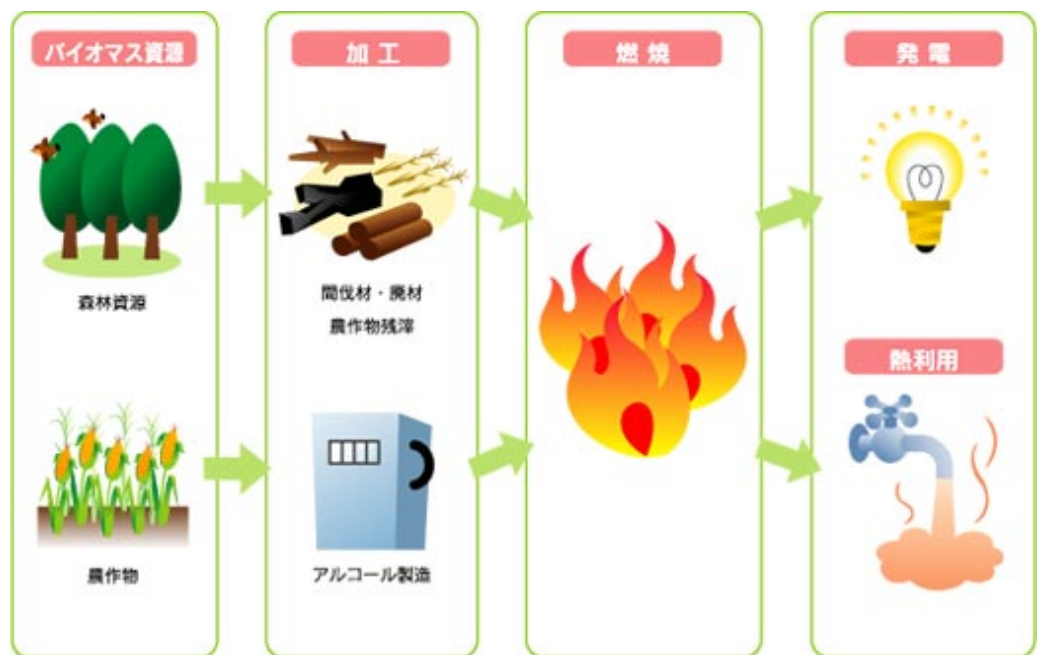 バイオマス資源
森林資源
農作物
加工
間伐材・廃材
農作物残滓
アルコール製造
燃焼
発電
熱利用